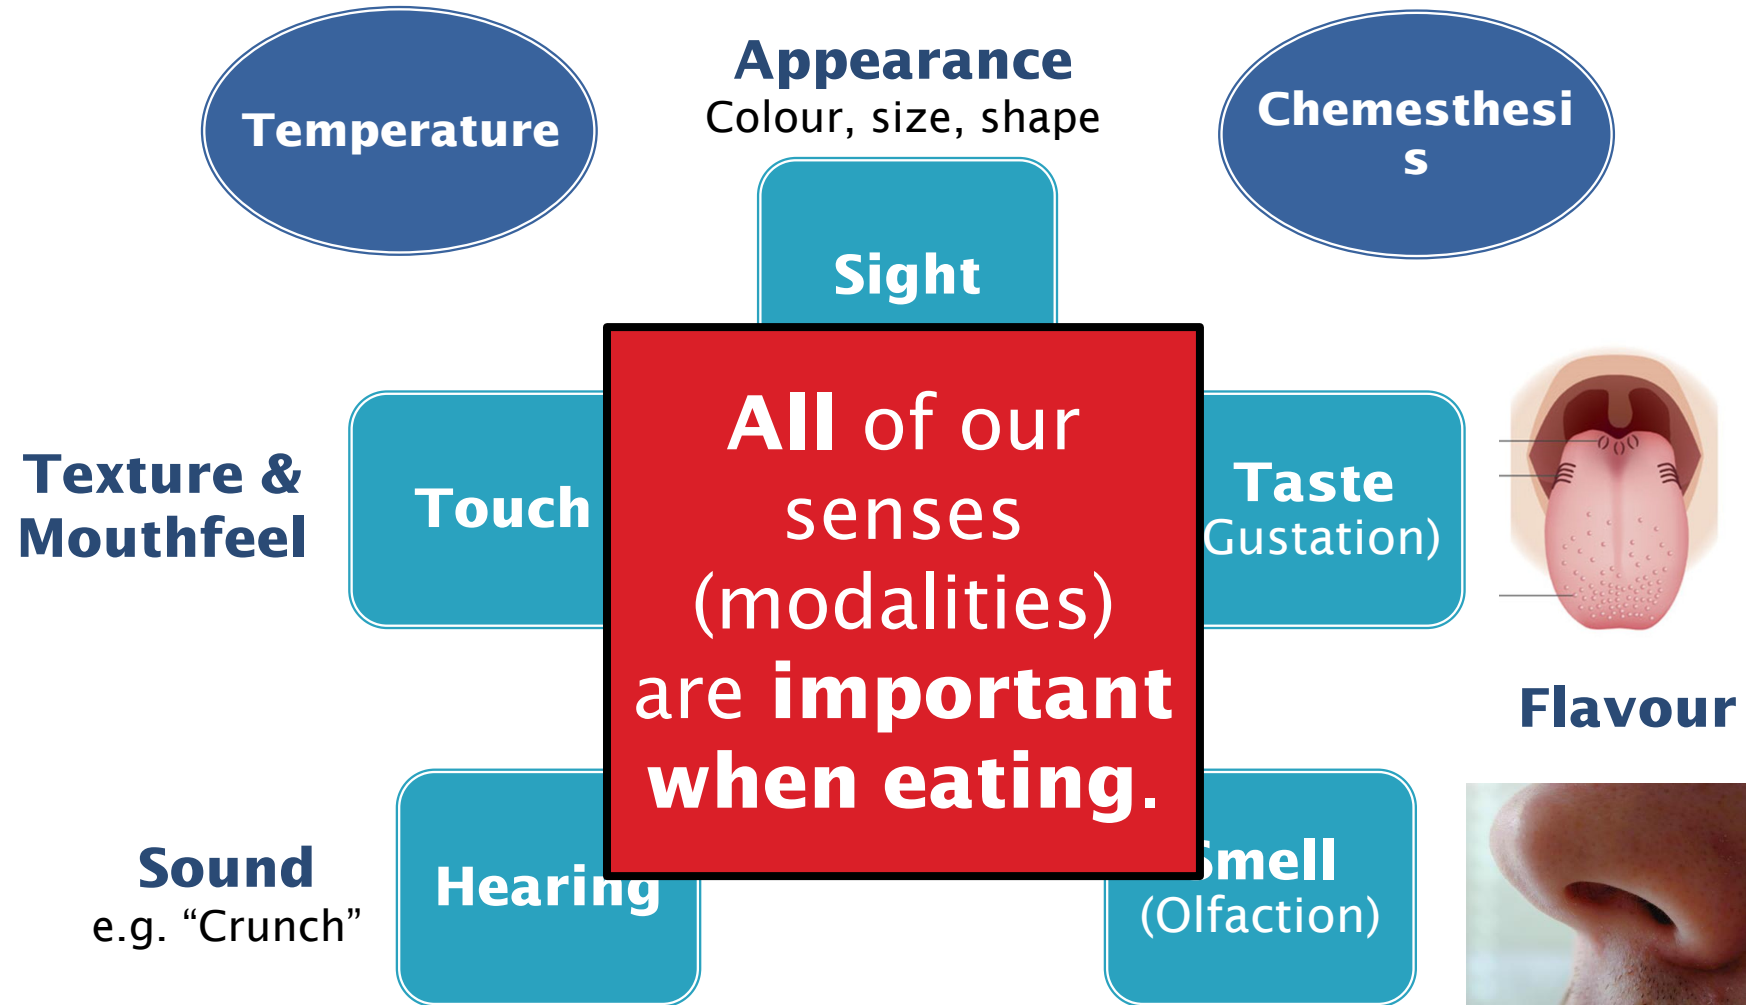 Temperature
Appearance
Colour, size, shape
Chemesthesi
s
Sight
Texture &
Mouthfeel
Touch
All of our
senses
(modalities)
are important
when eating.
Taste
Gustation)
Flavour
Sound
e.g. “Crunch”
Hearing
Smell
(Olfaction)